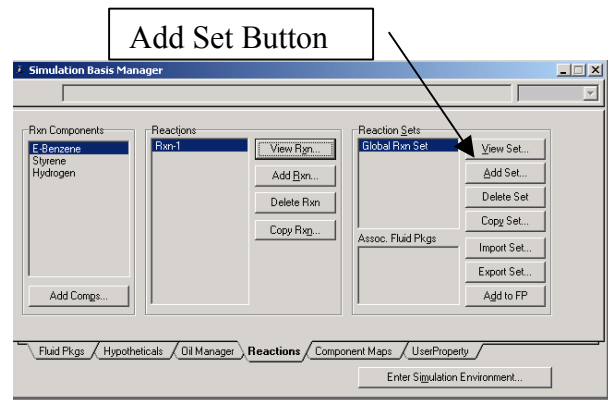 Add Set Button
Simulation Basis Manager
Rxn Components
E-Benzene
Styrene
Hydrogen
Add Comps...
Reactions
Rxn-1
View Rxn...
Add Rxn...
Delete Rxn
Copy Rxn...
Reaction Sets
Global Rxn Set
Assoc. Fluid Pkgs
View Set...
Add Set...
Delete Set
Copy Set...
Import Set...
Export Set...
Add to FP
Fluid Pkgs Hypotheticals Oil Manager Reactions Component Maps UserProperty
Enter Simulation Environment...